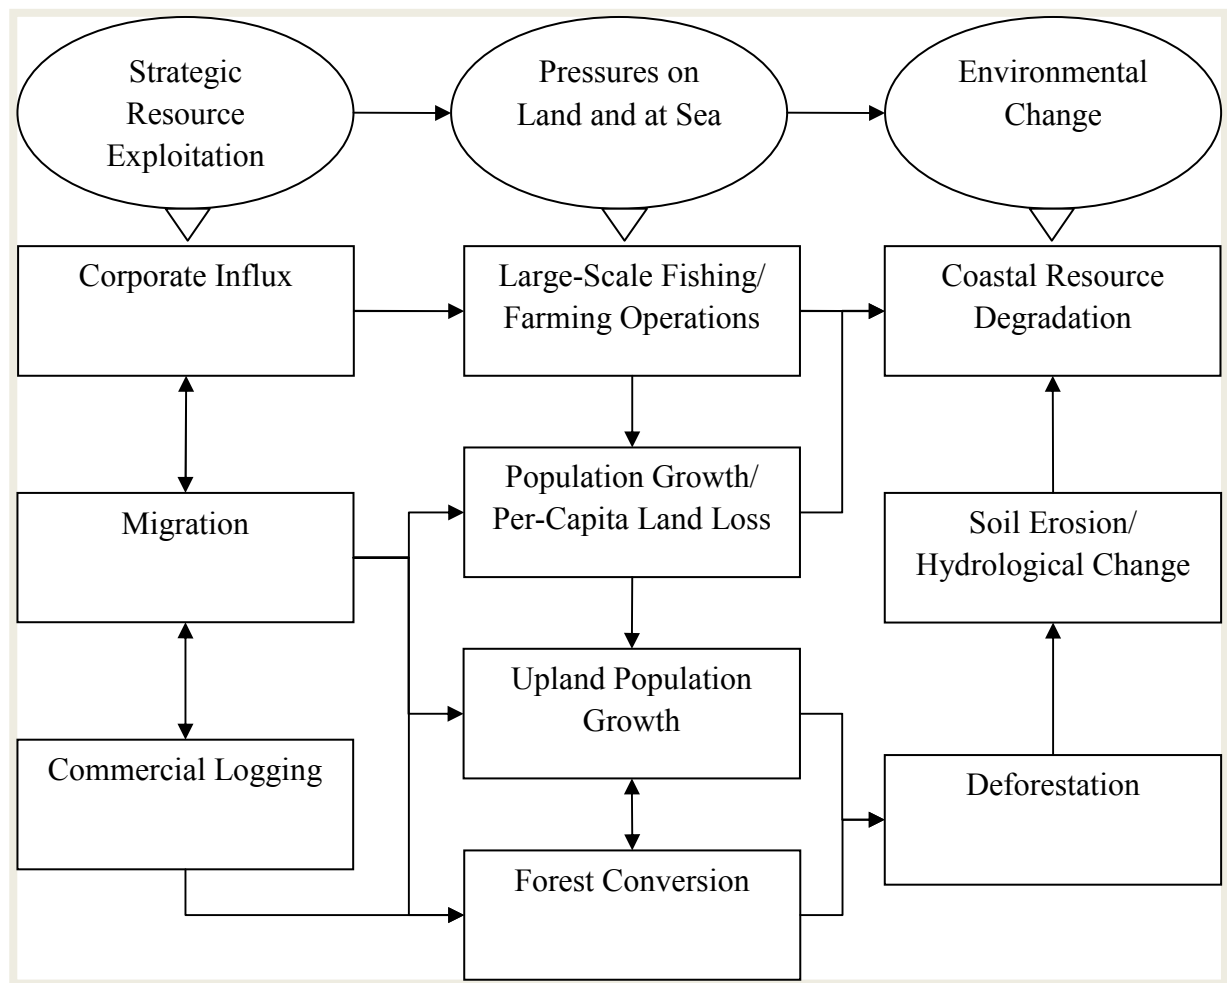 Strategic
Resource
Exploitation
Pressures on
Land and at Sea
Environmental
Change
Corporate Influx
Large-Scale Fishing/
Farming Operations
Coastal Resource
Degradation
Migration
Population Growth/
Per-Capita Land Loss
Soil Erosion/
Hydrological Change
Commercial Logging
Upland Population
Growth
Deforestation
Forest Conversion